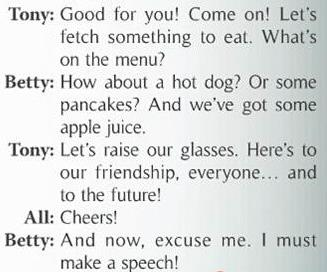 Tony: Good for you! Come on! Let's
fetch something to eat. What's
on the menu?
Betty: How about a hot dog? Or some
pancakes? And we've got some
apple juice.
Tony: Let's raise our glasses. Here's to
our friendship, everyone... and
to the future!
All: Cheers!
Betty: And now, excuse me. I must
make a speech!